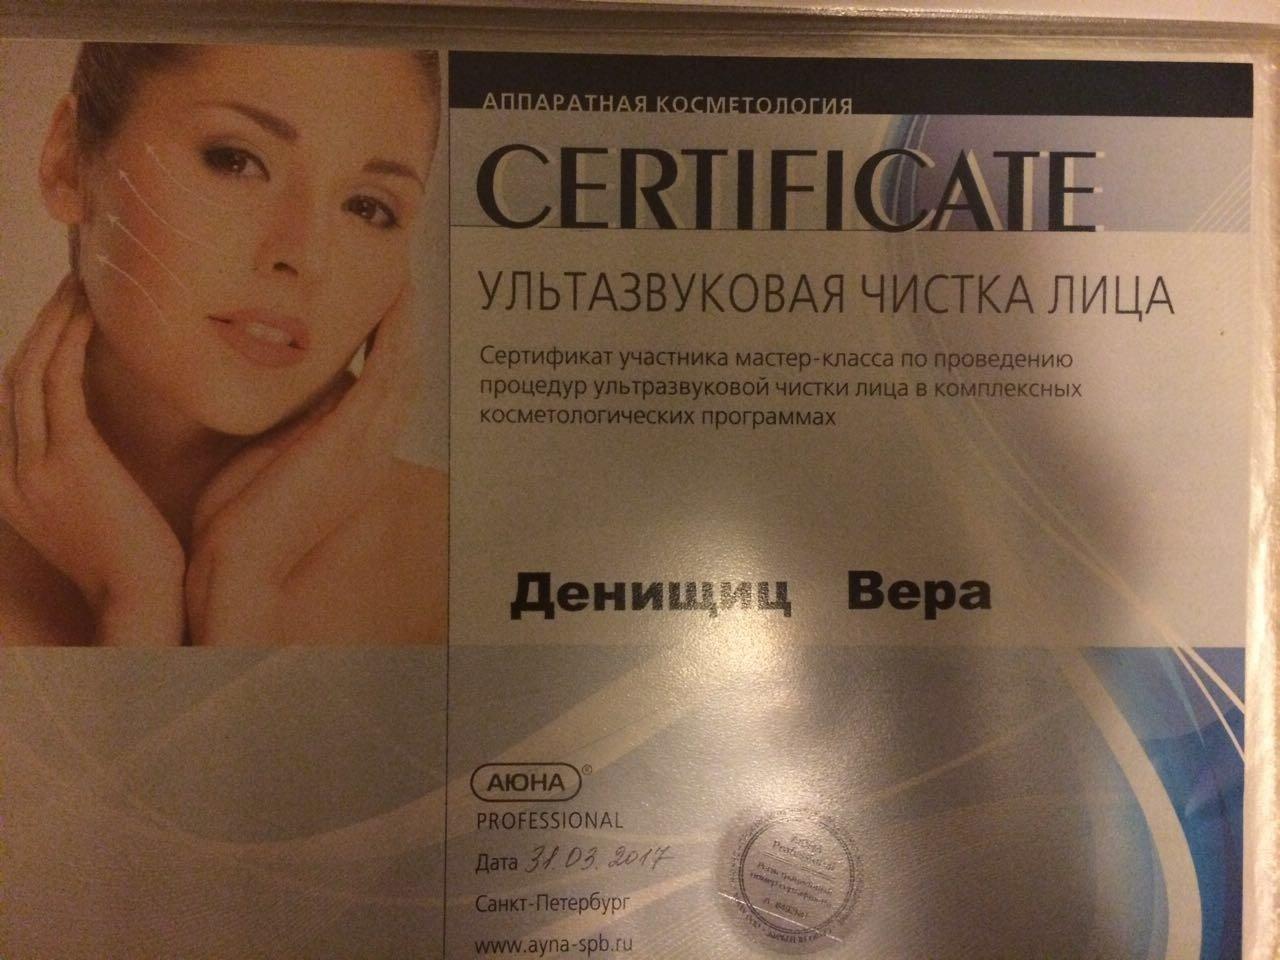 АППАРАТНАЯ КОСМЕТОЛОГИЯ
CERTIFICATE
УЛЬТАЗВУКОВАЯ ЧИСТКА ЛИЦА
Сертификат участника мастер-класса по проведению
процедур ультразвуковой чистки лица в комплексных
косметологических программах
Денищиц Вера
АЮНА®
PROFESSIONAL
Дата 31.03.2017
Санкт-Петербург
www.ayna-spb.ru
Professional